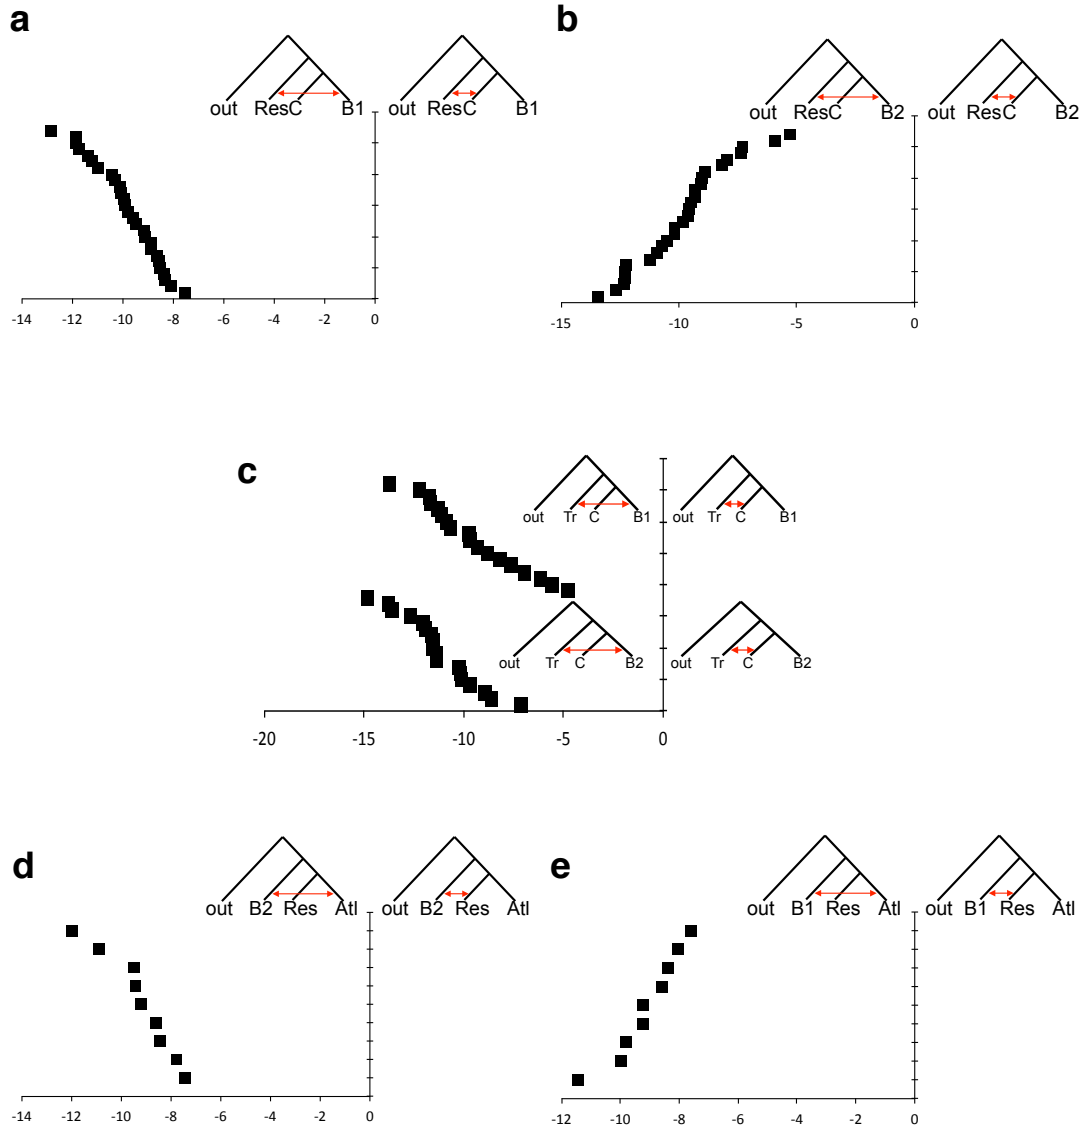 a
out ResC B1 out ResC B1
-14 -12 -10 -8 -6 -4 -2 0
b
out ResC B2 out ResC B2
-15 -10 -5 0
c
out Tr C B1 out Tr C B1
out Tr C B2 out Tr C B2
-20 -15 -10 -5 0
d
out B2 Res Atl out B2 Res Atl
-14 -12 -10 -8 -6 -4 -2 0
e
out B1 Res Atl out B1 Res Atl
-12 -10 -8 -6 -4 -2 0